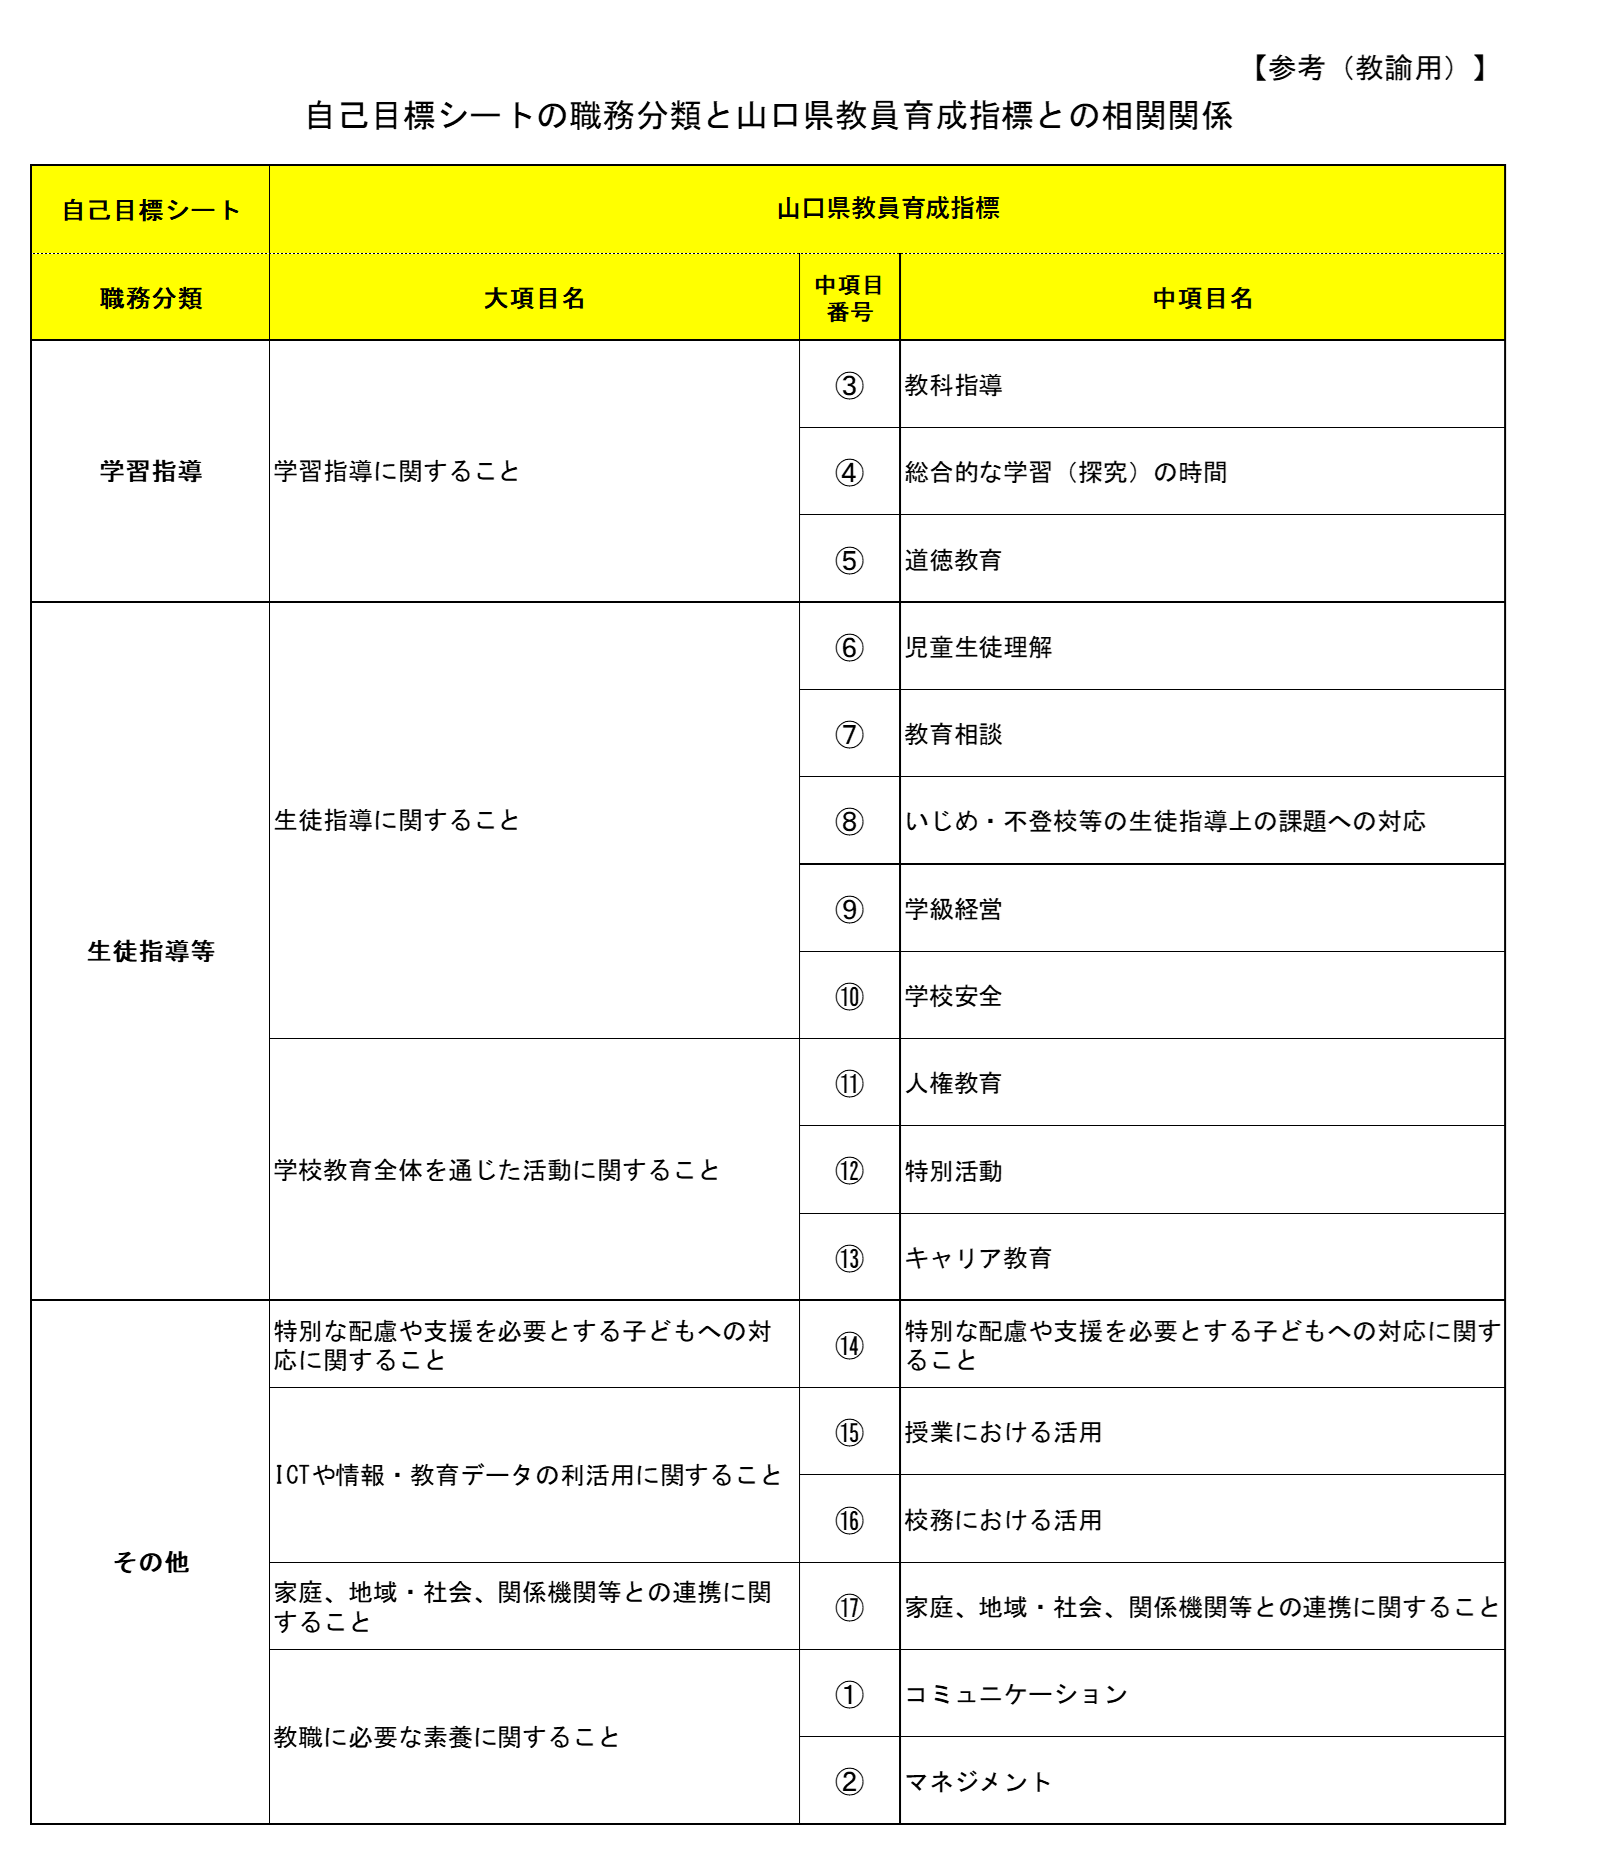 【参考（教諭用）】
自己目標シートの職務分類と山口県教員育成指標との相関関係
自己目標シート
山口県教員育成指標
職務分類
大項目名
中項目
番号
中項目名
学習指導
学習指導に関すること
③
教科指導
④
総合的な学習（探究）の時間
⑤
道徳教育
生徒指導等
生徒指導に関すること
⑥
児童生徒理解
⑦
教育相談
⑧
いじめ・不登校等の生徒指導上の課題への対応
⑨
学級経営
⑩
学校安全
学校教育全体を通じた活動に関すること
⑪
人権教育
⑫
特別活動
⑬
キャリア教育
その他
特別な配慮や支援を必要とする子どもへの対
応に関すること
⑭
特別な配慮や支援を必要とする子どもへの対応に関す
ること
ICTや情報・教育データの利活用に関すること
⑮
授業における活用
⑯
校務における活用
家庭、地域・社会、関係機関等との連携に関
すること
⑰
家庭、地域・社会、関係機関等との連携に関すること
教職に必要な素養に関すること
①
コミュニケーション
②
マネジメント